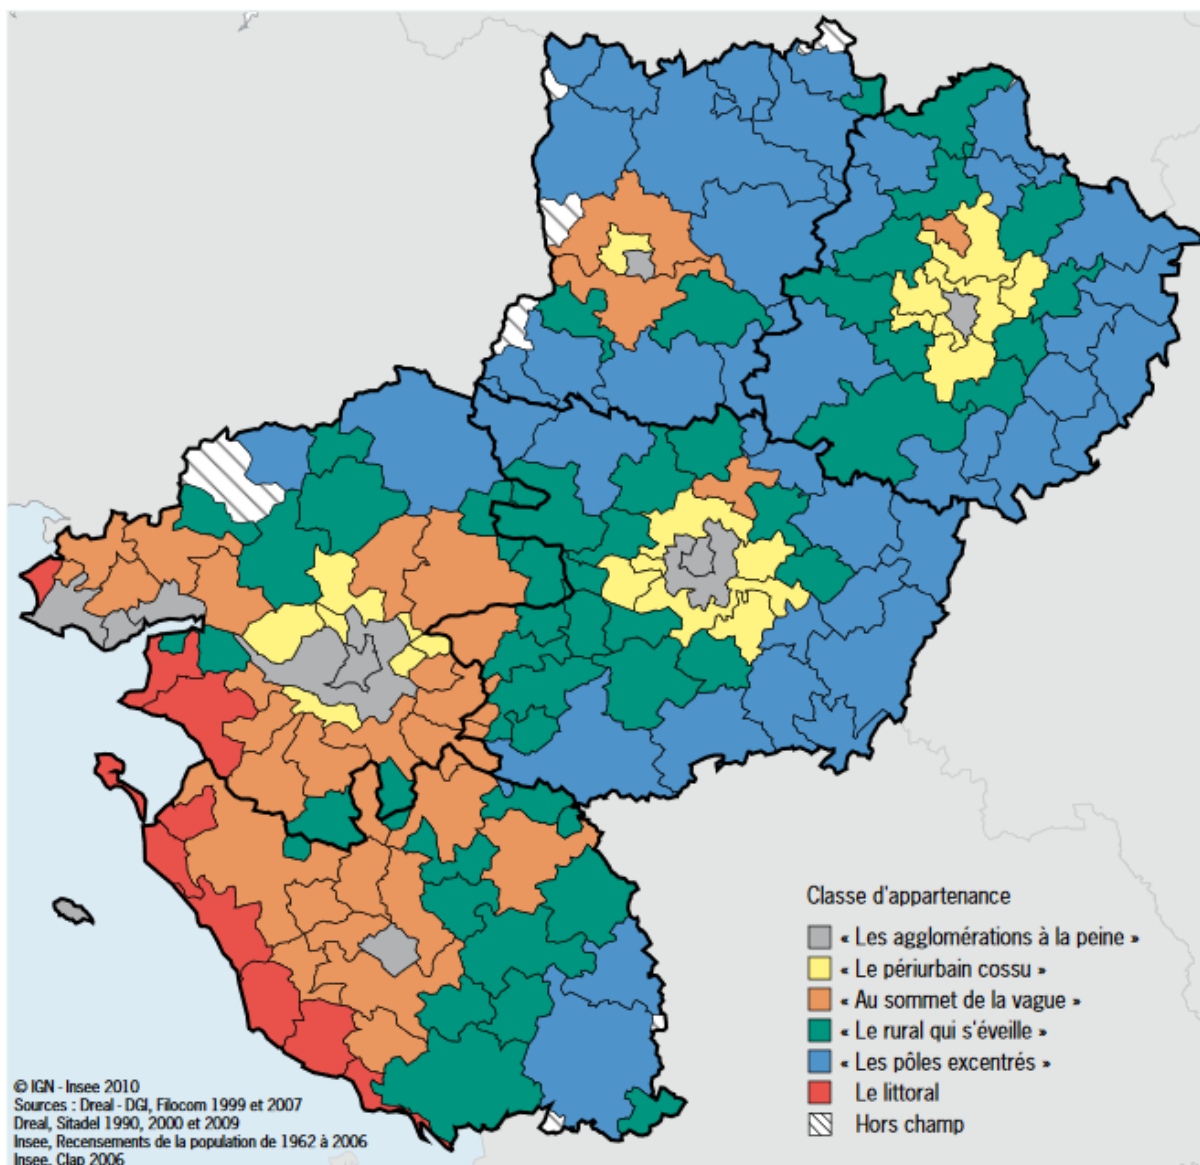 Classe d'appartenance
« Les agglomérations à la peine »
« Le périurbain cossu »
« Au sommet de la vague »
« Le rural qui s'éveille »
« Les pôles excentrés »
Le littoral
Hors champ
© IGN - Insee 2010
Sources : Dreal - DGI, Filocom 1999 et 2007
Dreal, Sitadel 1990, 2000 et 2009
Insee, Recensements de la population de 1962 à 2006
Insee, Clap 2006